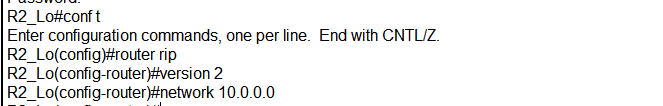 Password:
R2_Lo#conf t
Enter configuration commands, one per line.  End with CNTL/Z.
R2_Lo(config)#router rip
R2_Lo(config-router)#version 2
R2_Lo(config-router)#network 10.0.0.0